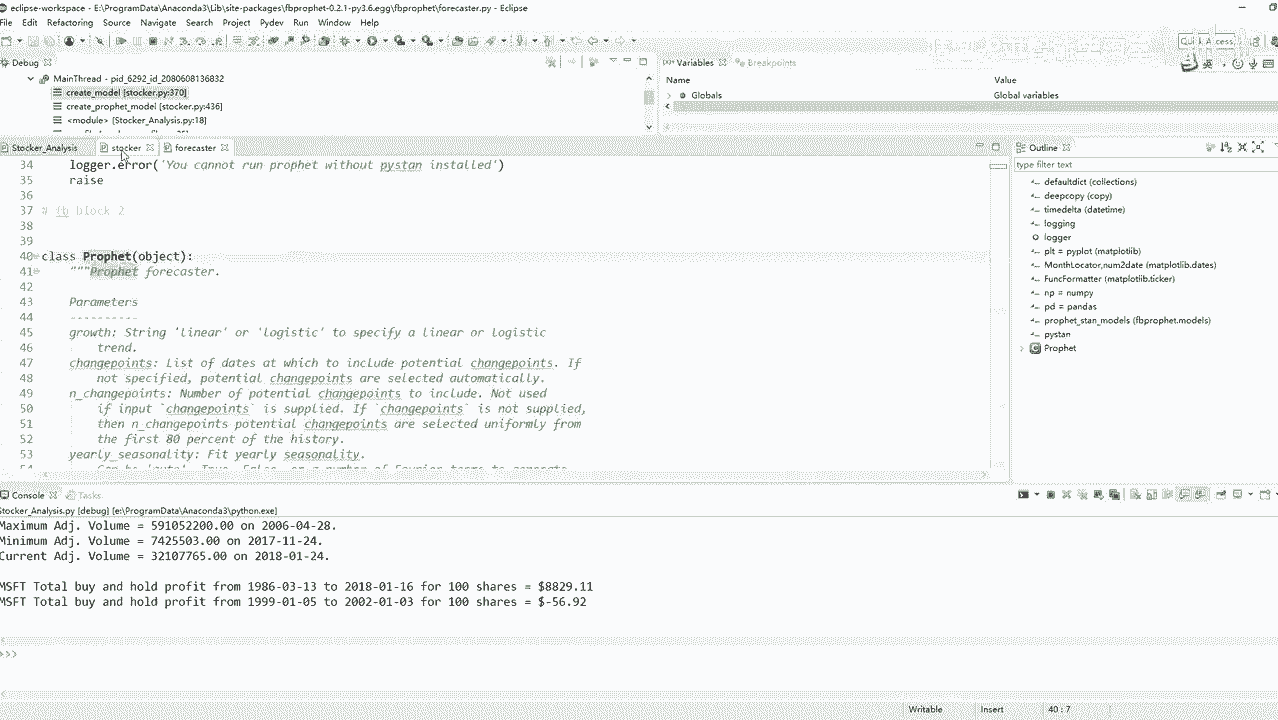 eclipse-workspace - E:\ProgramData\Anaconda3\Lib\site-packages\fbprophet-0.2.1-py3.6.egg\fbprophet\forecaster.py - Eclipse
File Edit Refactoring Source Navigate Search Project Pydev Run Window Help
Debug
MainThread - pid_6292_id_2080608136832
create_model [stocker.py:370]
create_prophet_model [stocker.py:436]
<module> [Stocker_Analysis.py:18]
Variables Breakpoints
Name Value
Globals Global variables
Stocker_Analysis stocker forecaster
34 logger.error('You cannot run prophet without pystan installed')
35 raise
36
37 # fb block 2
38
39
40 class Prophet(object):
41 """Prophet forecaster.
42
43 Parameters
44 ----------
45 growth: String 'linear' or 'logistic' to specify a linear or logistic
46 trend.
47 changepoints: List of dates at which to include potential changepoints. If
48 not specified, potential changepoints are selected automatically.
49 n_changepoints: Number of potential changepoints to include. Not used
50 if input `changepoints` is supplied. If `changepoints` is not supplied,
51 then n_changepoints potential changepoints are selected uniformly from
52 the first 80 percent of the history.
53 yearly_seasonality: Fit yearly seasonality.
Outline
type filter text
defaultdict (collections)
deepcopy (copy)
timedelta (datetime)
logging
logger
plt = pyplot (matplotlib)
MonthLocator,num2date (matplotlib.dates)
FuncFormatter (matplotlib.ticker)
np = numpy
pd = pandas
prophet_stan_models (fbprophet.models)
pystan
Prophet
Console Tasks
Stocker_Analysis.py [debug] [e:\ProgramData\Anaconda3\python.exe]
Maximum Adj. Volume = 591052200.00 on 2006-04-28.
Minimum Adj. Volume = 7425503.00 on 2017-11-24.
Current Adj. Volume = 32107765.00 on 2018-01-24.
MSFT Total buy and hold profit from 1986-03-13 to 2018-01-16 for 100 shares = $8829.11
MSFT Total buy and hold profit from 1999-01-05 to 2002-01-03 for 100 shares = $-56.92
>>>
Writable Insert 40 : 7